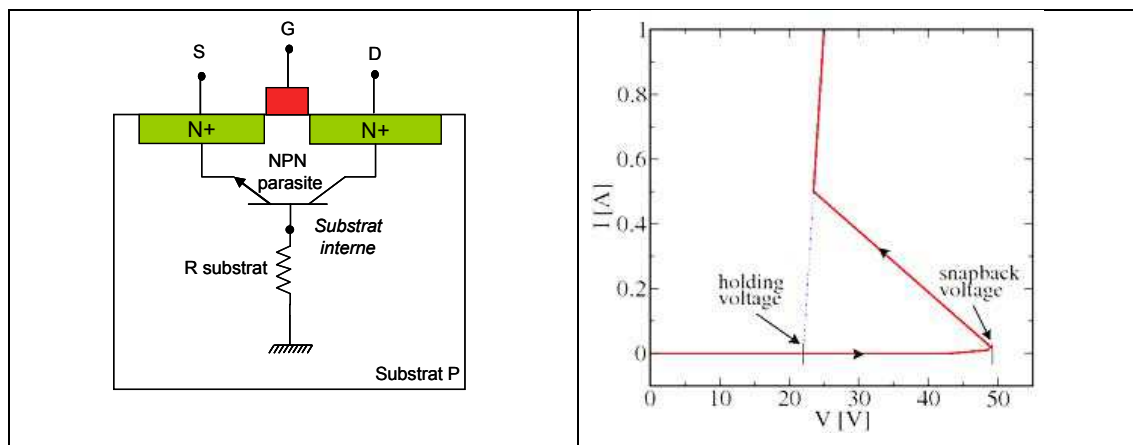 G
S
D
N+
N+
NPN
parasite
Substrat
interne
R substrat
Substrat P
1
0.8
0.6
0.4
0.2
0
I [A]
holding
voltage
snapback
voltage
0
10
20
30
40
50
V [V]